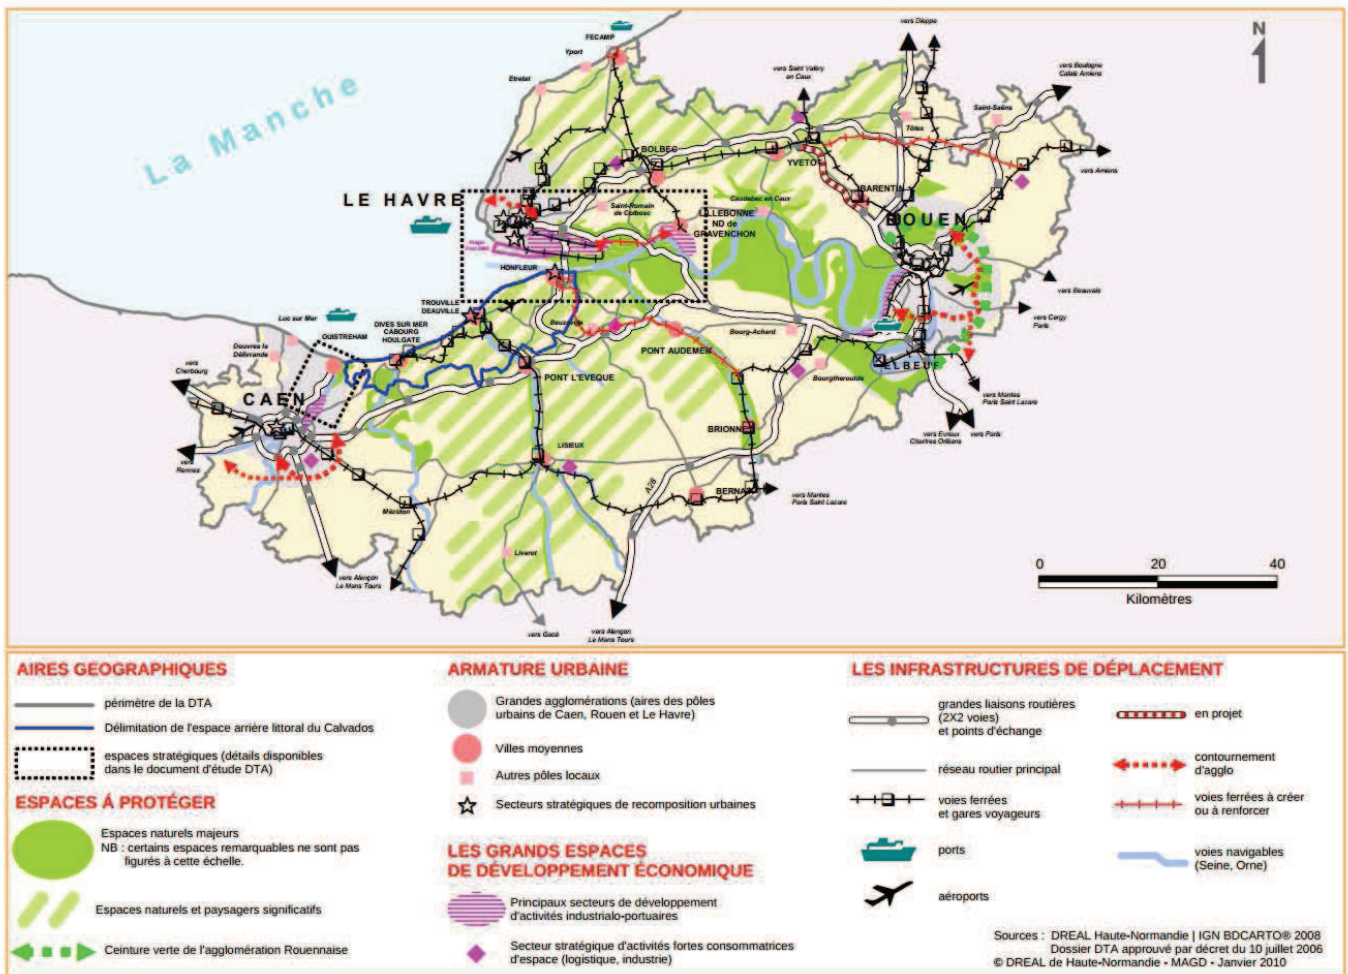 vers Dieppe
FECAMP
Yport
N
vers Saint Valéry
en Caux
vers Boulogne
Calais Amiens
Etretat
La Manche
Saint-Saëns
Tôtes
BOLBEC
YVETOT
vers Amiens
BARENTIN
LE HAVRE
Saint-Romain
de Colbosc
Caudebec en Caux
LILLEBONNE
ND de
GRAVENCHON
ROUEN
HONFLEUR
vers Beauvais
TROUVILLE
DEAUVILLE
Luc sur Mer
OUISTREHAM
DIVES SUR MER
CABOURG
HOULGATE
Beuzeville
Bourg-Achard
vers Cergy
Paris
Douvres la
Délivrande
PONT AUDEMER
vers
Cherbourg
PONT L'EVEQUE
Bourgtheroulde
ELBEUF
CAEN
vers Mantes
Paris Saint Lazare
BRIONNE
vers Evreux
Chartres Orléans
vers Paris
LISIEUX
vers
Rennes
A28
BERNAY
vers Mantes
Paris Saint Lazare
Mézidon
Livarot
vers Alençon
Le Mans Tours
vers Gacé
vers Alençon
Le Mans Tours
0 20 40
Kilomètres
AIRES GEOGRAPHIQUES
périmètre de la DTA
Délimitation de l'espace arrière littoral du Calvados
espaces stratégiques (détails disponibles
dans le document d'étude DTA)
ESPACES Á PROTÉGER
Espaces naturels majeurs
NB : certains espaces remarquables ne sont pas
figurés à cette échelle.
Espaces naturels et paysagers significatifs
Ceinture verte de l'agglomération Rouennaise
ARMATURE URBAINE
Grandes agglomérations (aires des pôles
urbains de Caen, Rouen et Le Havre)
Villes moyennes
Autres pôles locaux
Secteurs stratégiques de recomposition urbaines
LES GRANDS ESPACES
DE DÉVELOPPEMENT ÉCONOMIQUE
Principaux secteurs de développement
d'activités industrialo-portuaires
Secteur stratégique d'activités fortes consommatrices
d'espace (logistique, industrie)
LES INFRASTRUCTURES DE DÉPLACEMENT
grandes liaisons routières
(2X2 voies)
et points d'échange
réseau routier principal
voies ferrées
et gares voyageurs
ports
aéroports
en projet
contournement
d'agglo
voies ferrées à créer
ou à renforcer
voies navigables
(Seine, Orne)
Sources : DREAL Haute-Normandie | IGN BDCARTO® 2008
Dossier DTA approuvé par décret du 10 juillet 2006
© DREAL de Haute-Normandie - MAGD - Janvier 2010